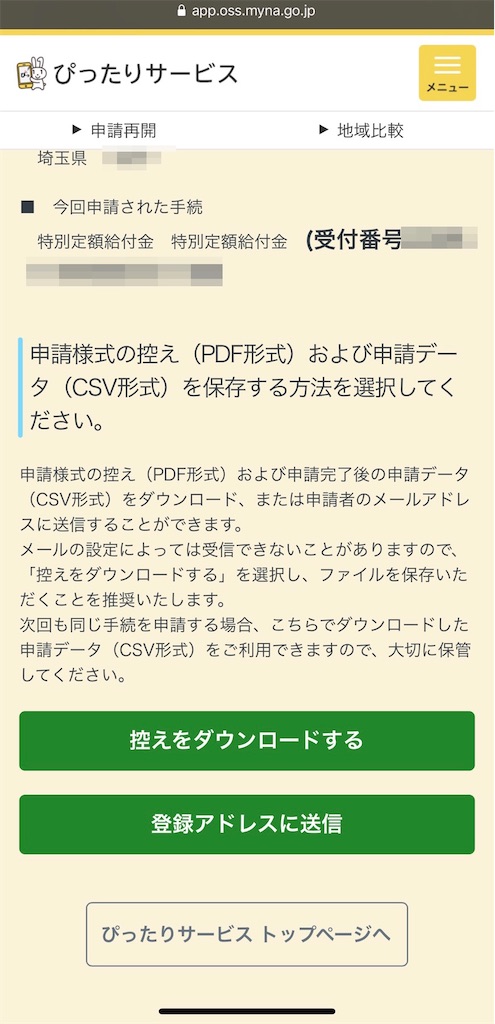 app.oss.myna.go.jp
ぴったりサービス
メニュー
▶ 申請再開
▶ 地域比較
埼玉県
■ 今回申請された手続
特別定額給付金 特別定額給付金 (受付番号
申請様式の控え（PDF形式）および申請デー
タ（CSV形式）を保存する方法を選択してく
ださい。
申請様式の控え（PDF形式）および申請完了後の申請データ
（CSV形式）をダウンロード、または申請者のメールアドレ
スに送信することができます。
メールの設定によっては受信できないことがありますので、
「控えをダウンロードする」を選択し、ファイルを保存いた
だくことを推奨いたします。
次回も同じ手続を申請する場合、こちらでダウンロードした
申請データ（CSV形式）をご利用できますので、大切に保管
してください。
控えをダウンロードする
登録アドレスに送信
ぴったりサービス トップページへ